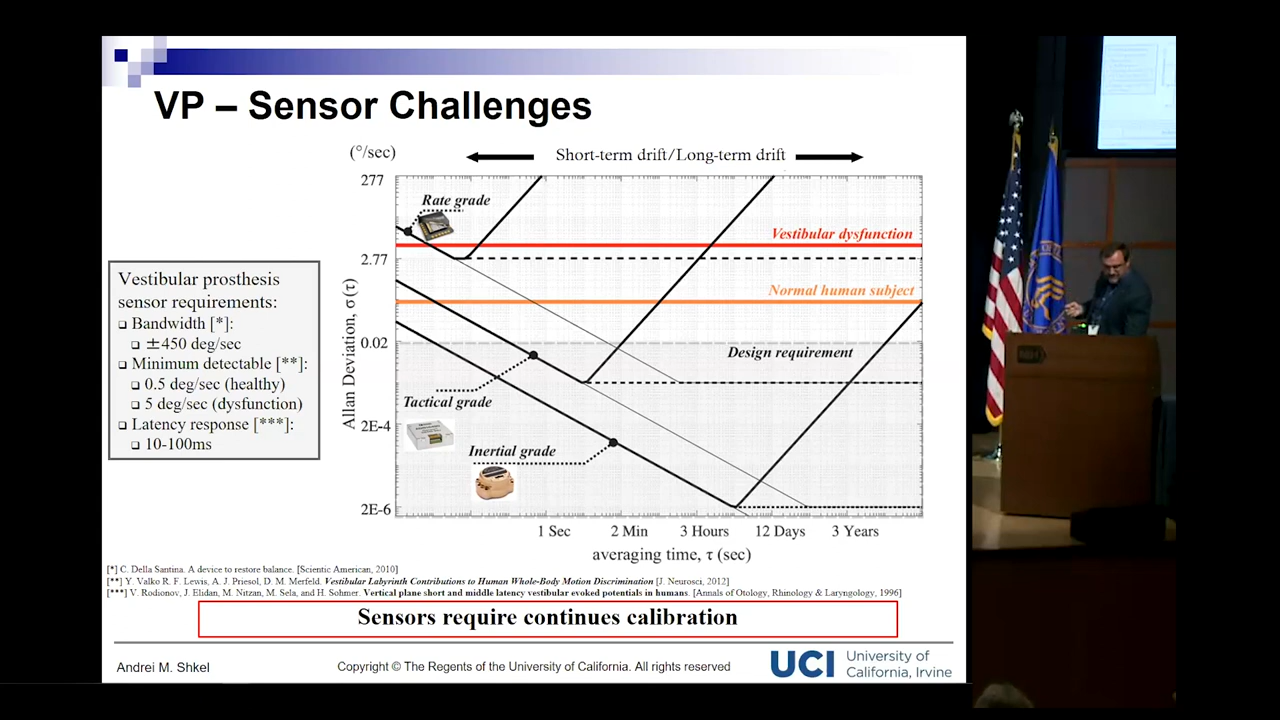 VP – Sensor Challenges
(°/sec)
Short-term drift/Long-term drift
277
2.77
0.02
2E-4
2E-6
Allan Deviation, σ (τ)
Rate grade
Vestibular dysfunction
Normal human subject
Design requirement
Tactical grade
Inertial grade
1 Sec
2 Min
3 Hours
12 Days
3 Years
averaging time, τ (sec)
Vestibular prosthesis
sensor requirements:
Bandwidth [*]:
±450 deg/sec
Minimum detectable [**]:
0.5 deg/sec (healthy)
5 deg/sec (dysfunction)
Latency response [***]:
10-100ms
[*] C. Della Santina. A device to restore balance. [Scientic American, 2010]
[**] Y. Valko R. F. Lewis, A. J. Priesol, D. M. Merfeld. Vestibular Labyrinth Contributions to Human Whole-Body Motion Discrimination [J. Neurosci, 2012]
[***] V. Rodionov, J. Elidan, M. Nitzan, M. Sela, and H. Sohmer. Vertical plane short and middle latency vestibular evoked potentials in humans. [Annals of Otology, Rhinology & Laryngology, 1996]
Sensors require continues calibration
Andrei M. Shkel
Copyright © The Regents of the University of California. All rights reserved
UCI University of
California, Irvine